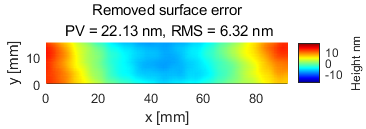 Removed surface error
PV = 22.13 nm, RMS = 6.32 nm
y [mm]
10
0
0
20
40
60
80
x [mm]
10
0
-10
Height nm